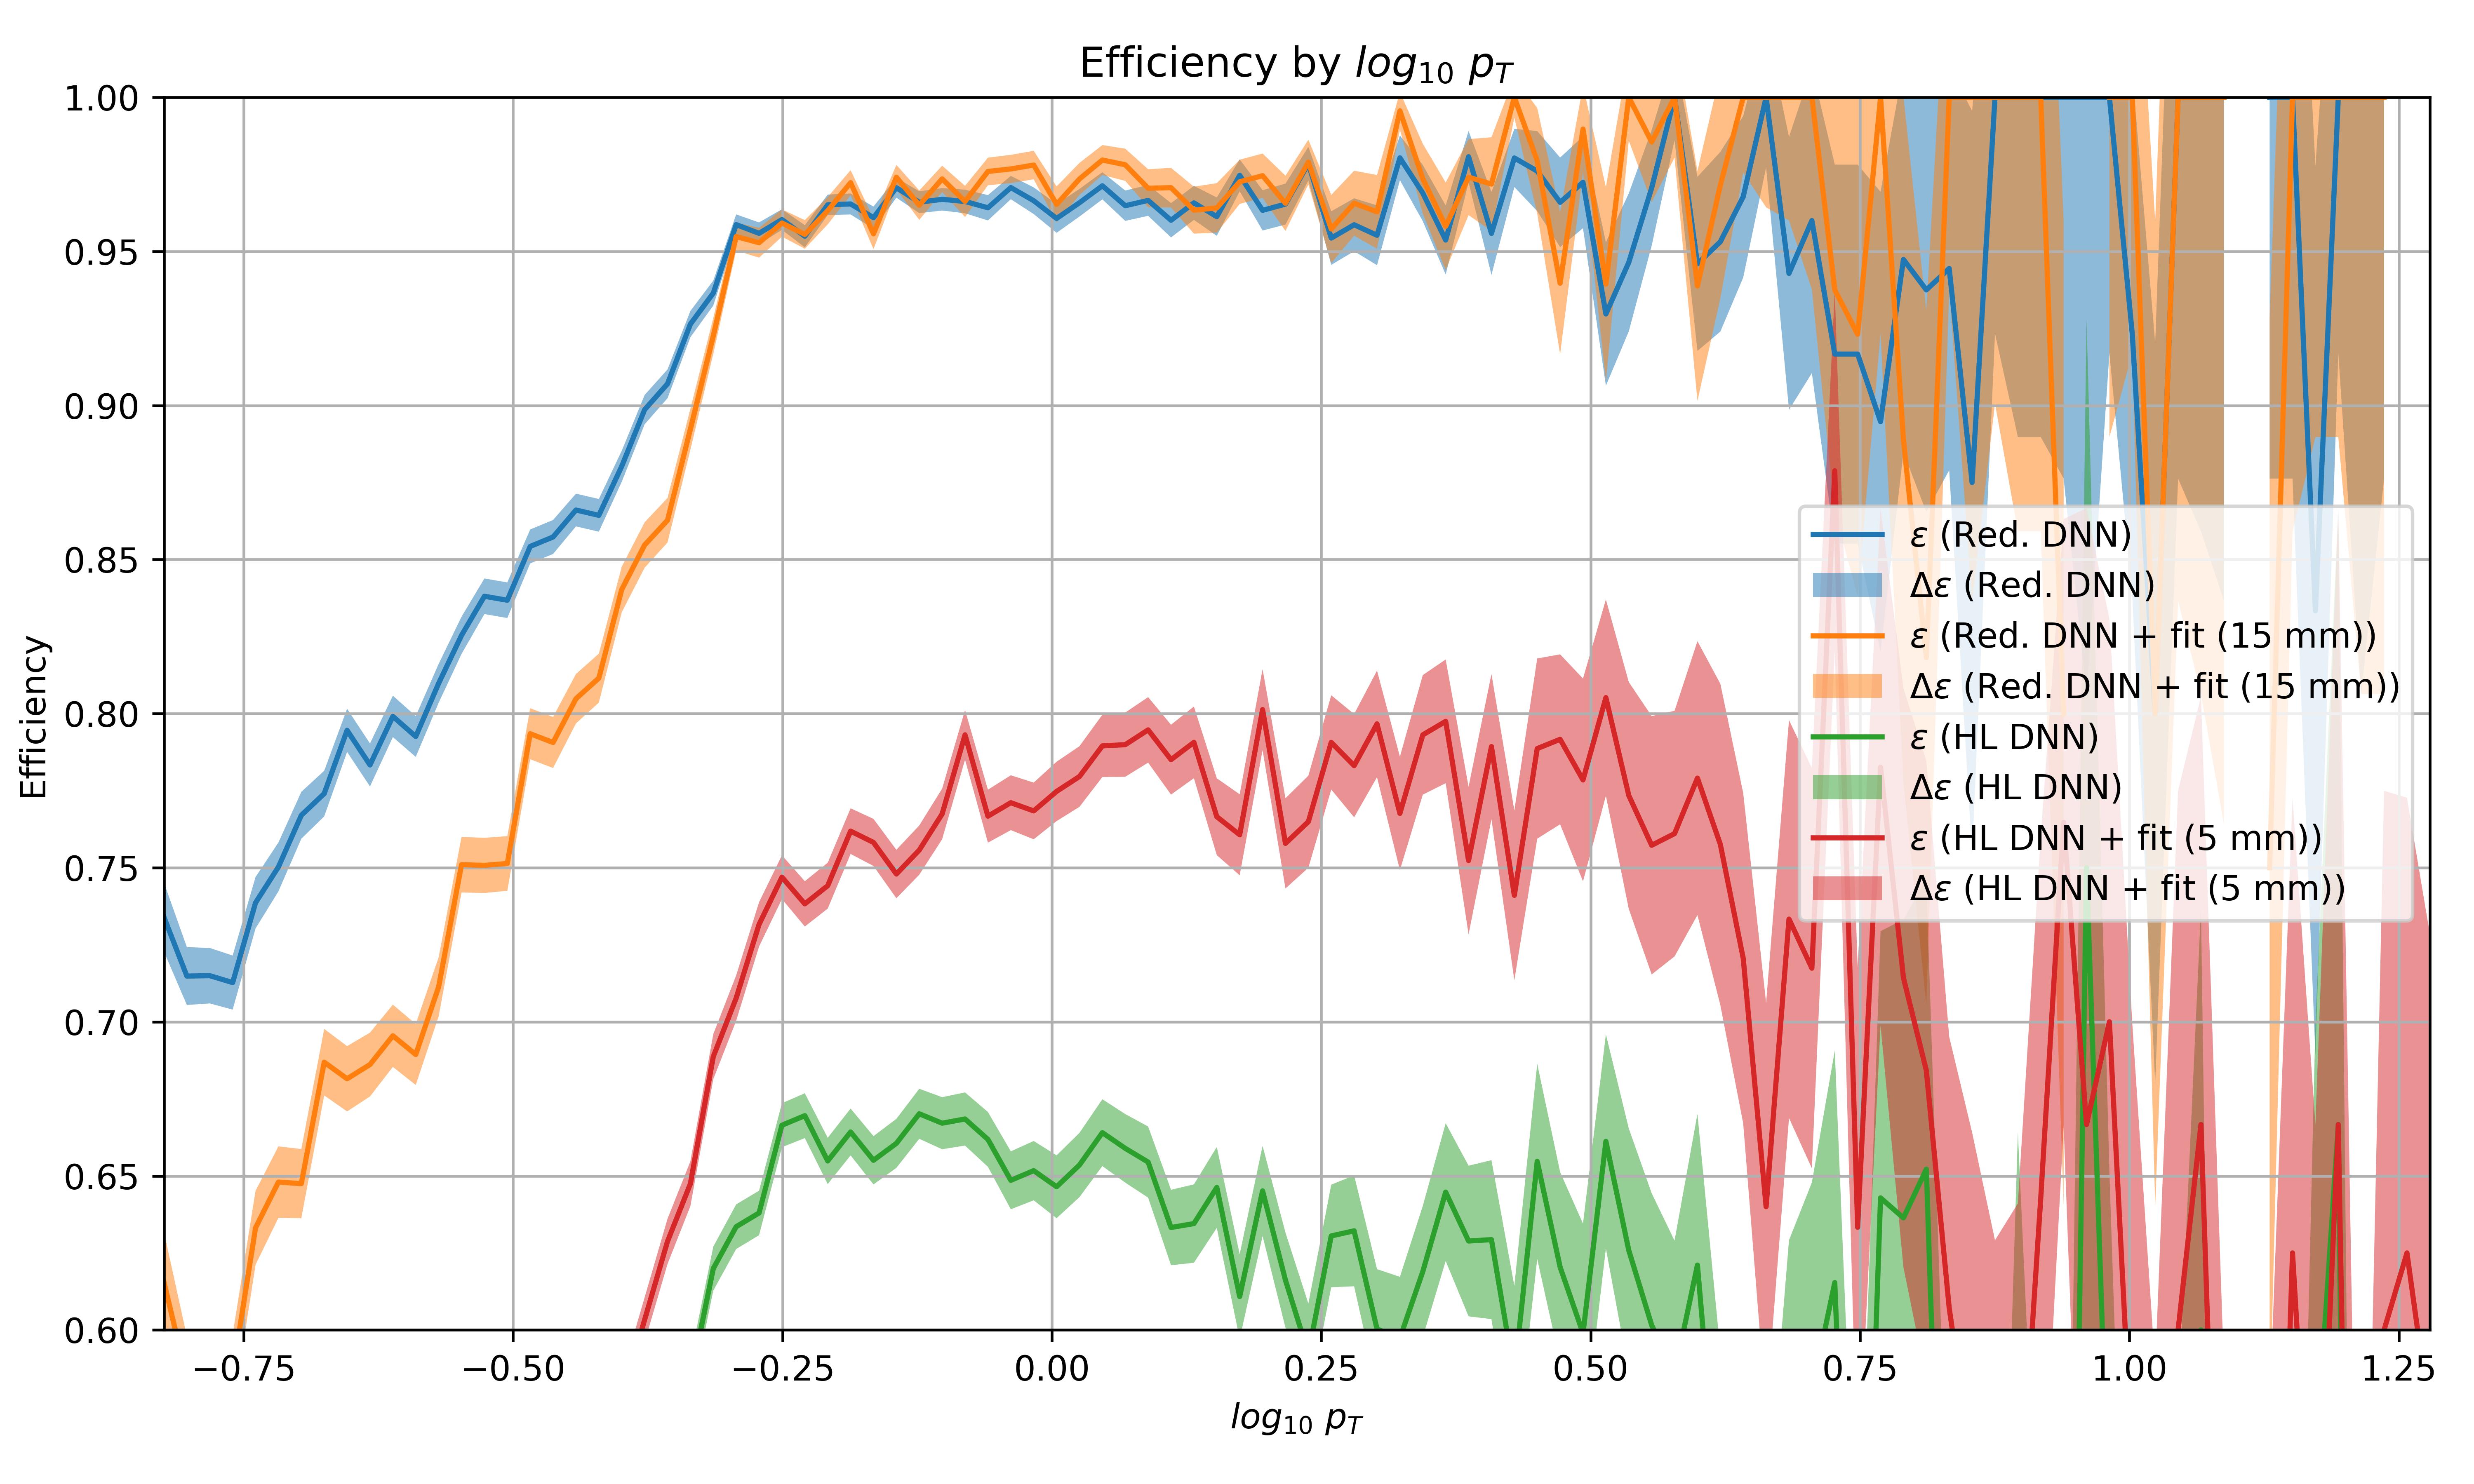 Efficiency by log₁₀ p_T
1.00
0.95
0.90
0.85
0.80
0.75
0.70
0.65
0.60
Efficiency
ε (Red. DNN)
Δε (Red. DNN)
ε (Red. DNN + fit (15 mm))
Δε (Red. DNN + fit (15 mm))
ε (HL DNN)
Δε (HL DNN)
ε (HL DNN + fit (5 mm))
Δε (HL DNN + fit (5 mm))
−0.75 −0.50 −0.25 0.00 0.25 0.50 0.75 1.00 1.25
log₁₀ p_T